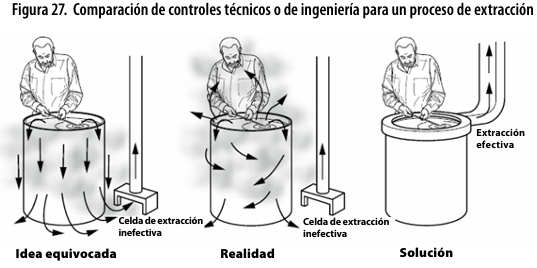 Figura 27. Comparación de controles técnicos o de ingeniería para un proceso de extracción
Celda de extracción
inefectiva
Idea equivocada
Celda de extracción
inefectiva
Realidad
Extracción
efectiva
Solución